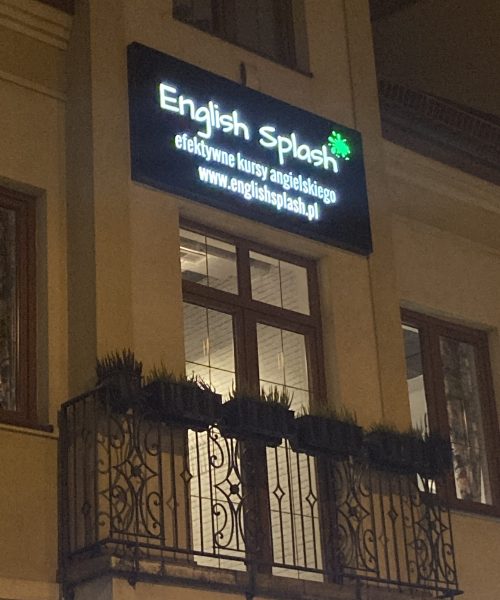 English Splash
efektywne kursy angielskiego
www.englishsplash.pl